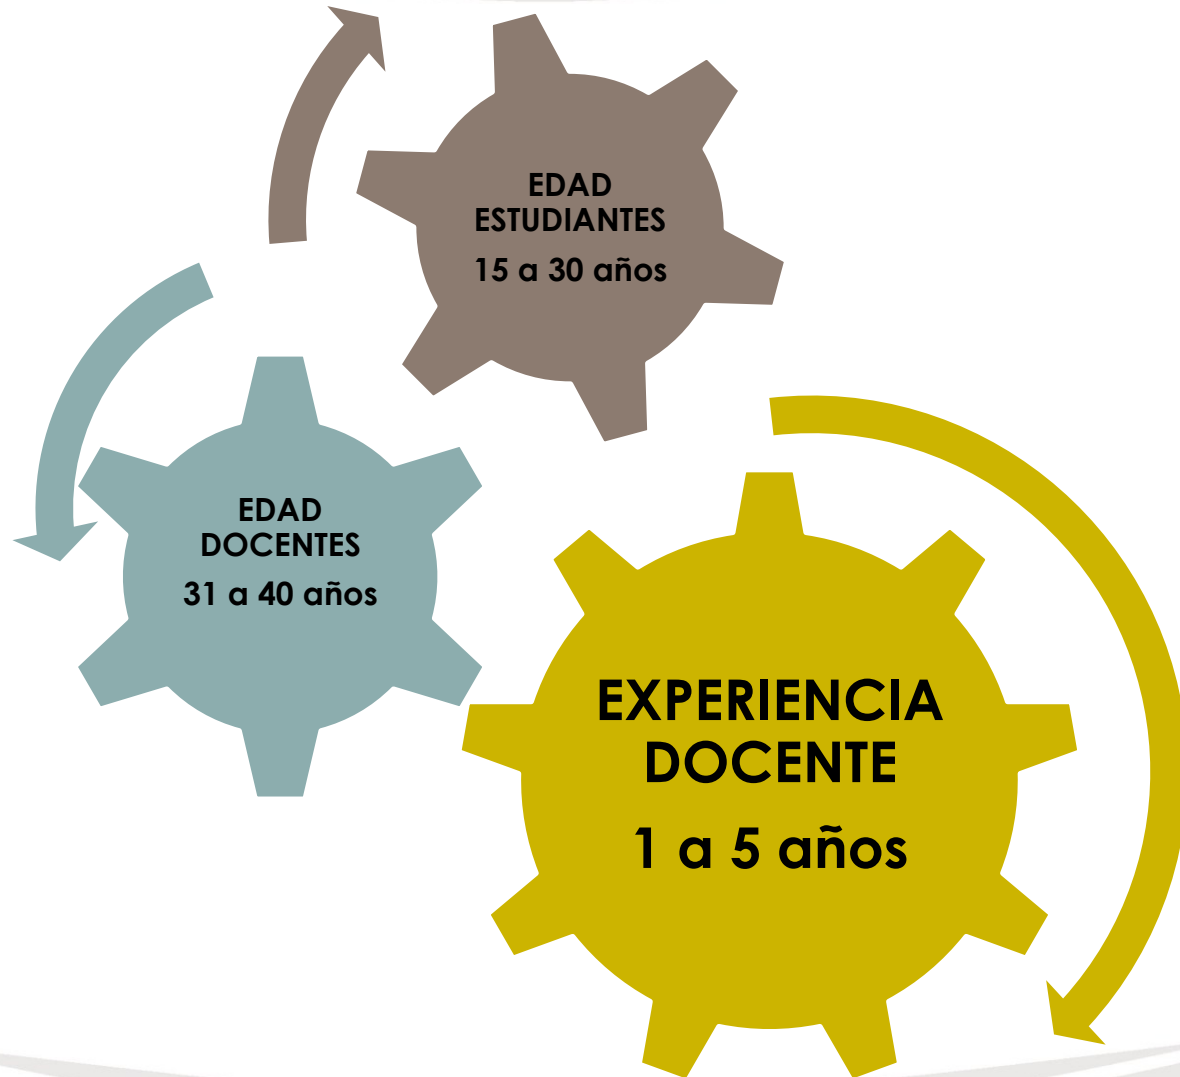 EDAD
ESTUDIANTES
15 a 30 años
EDAD
DOCENTES
31 a 40 años
EXPERIENCIA
DOCENTE
1 a 5 años